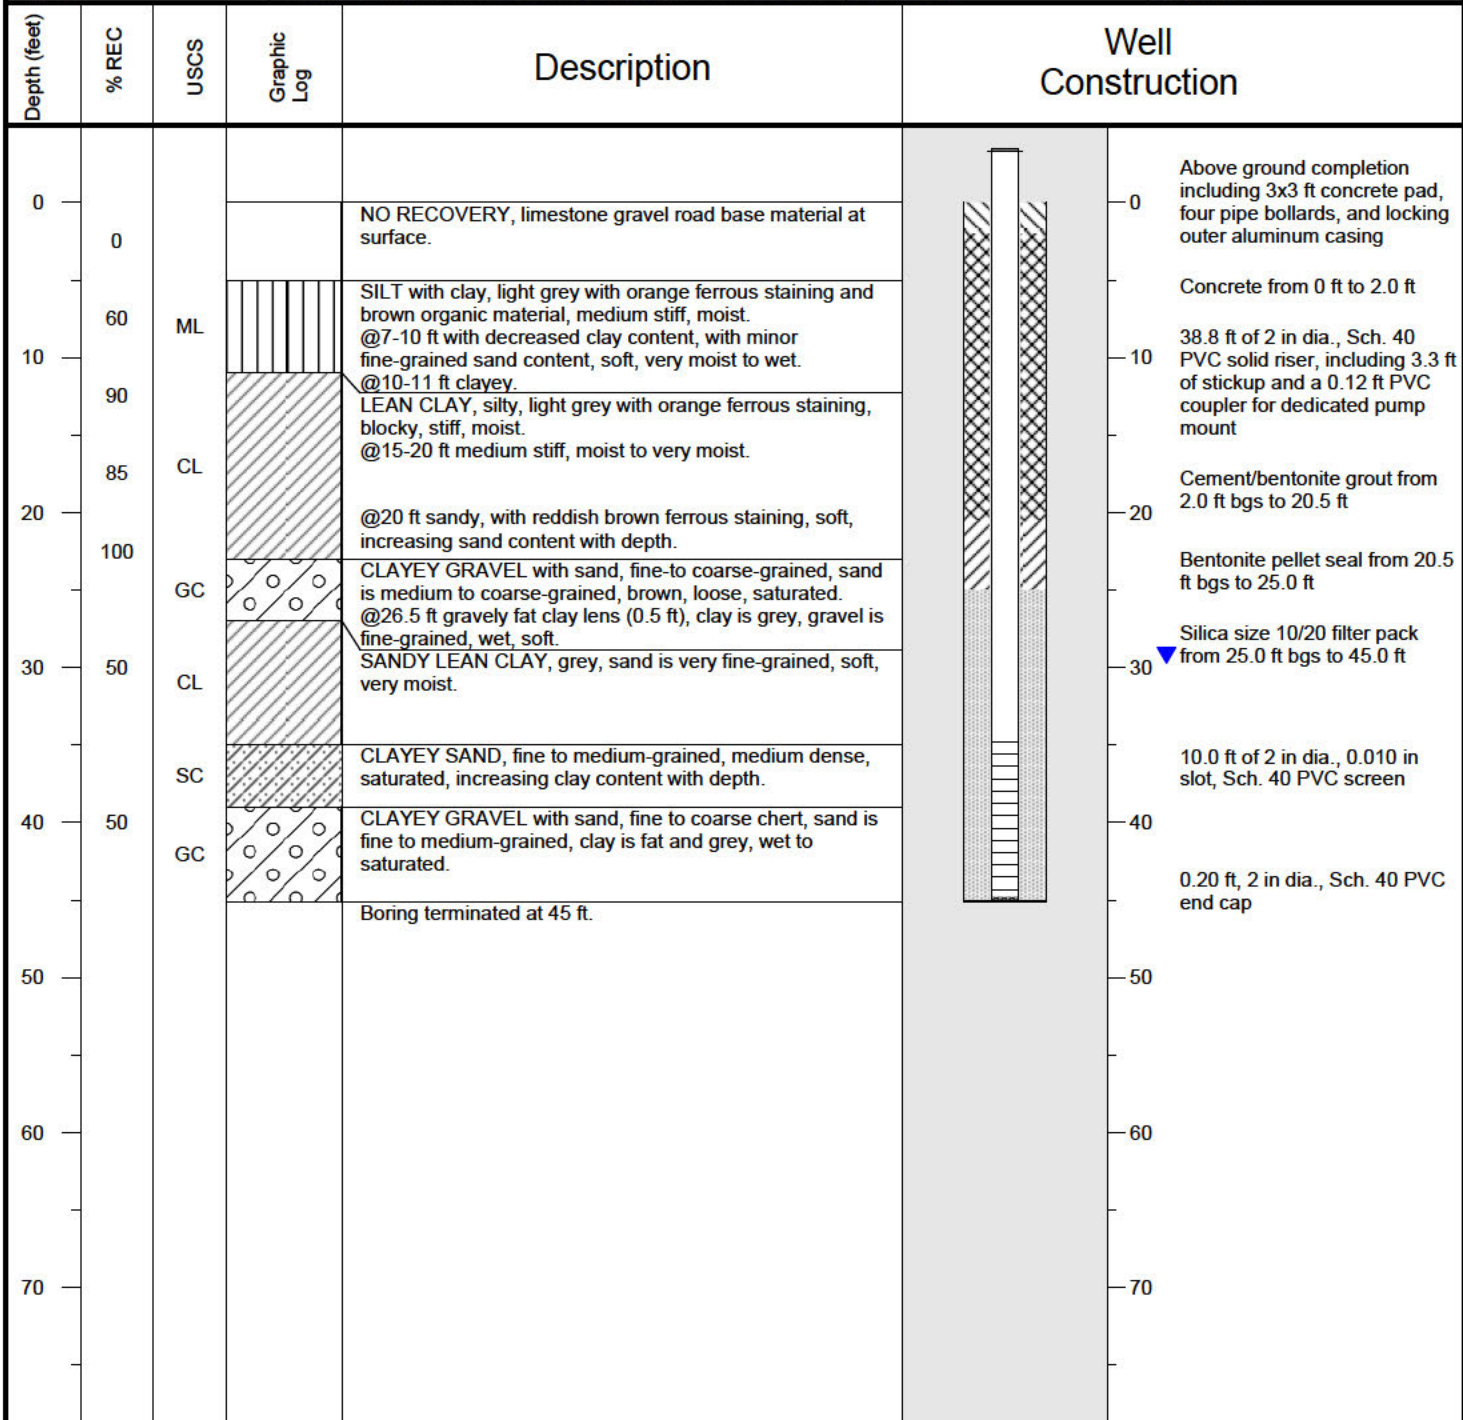 Depth (feet)
% REC
USCS
Graphic
Log
Description
Well
Construction
0
10
20
30
40
50
60
70
0
60
90
85
100
50
50
ML
CL
GC
CL
SC
GC
NO RECOVERY, limestone gravel road base material at
surface.
SILT with clay, light grey with orange ferrous staining and
brown organic material, medium stiff, moist.
@7-10 ft with decreased clay content, with minor
fine-grained sand content, soft, very moist to wet.
@10-11 ft clayey.
LEAN CLAY, silty, light grey with orange ferrous staining,
blocky, stiff, moist.
@15-20 ft medium stiff, moist to very moist.
@20 ft sandy, with reddish brown ferrous staining, soft,
increasing sand content with depth.
CLAYEY GRAVEL with sand, fine-to coarse-grained, sand
is medium to coarse-grained, brown, loose, saturated.
@26.5 ft gravely fat clay lens (0.5 ft), clay is grey, gravel is
fine-grained, wet, soft.
SANDY LEAN CLAY, grey, sand is very fine-grained, soft,
very moist.
CLAYEY SAND, fine to medium-grained, medium dense,
saturated, increasing clay content with depth.
CLAYEY GRAVEL with sand, fine to coarse chert, sand is
fine to medium-grained, clay is fat and grey, wet to
saturated.
Boring terminated at 45 ft.
0
10
20
30
40
50
60
70
Above ground completion
including 3x3 ft concrete pad,
four pipe bollards, and locking
outer aluminum casing
Concrete from 0 ft to 2.0 ft
38.8 ft of 2 in dia., Sch. 40
PVC solid riser, including 3.3 ft
of stickup and a 0.12 ft PVC
coupler for dedicated pump
mount
Cement/bentonite grout from
2.0 ft bgs to 20.5 ft
Bentonite pellet seal from 20.5
ft bgs to 25.0 ft
Silica size 10/20 filter pack
from 25.0 ft bgs to 45.0 ft
10.0 ft of 2 in dia., 0.010 in
slot, Sch. 40 PVC screen
0.20 ft, 2 in dia., Sch. 40 PVC
end cap